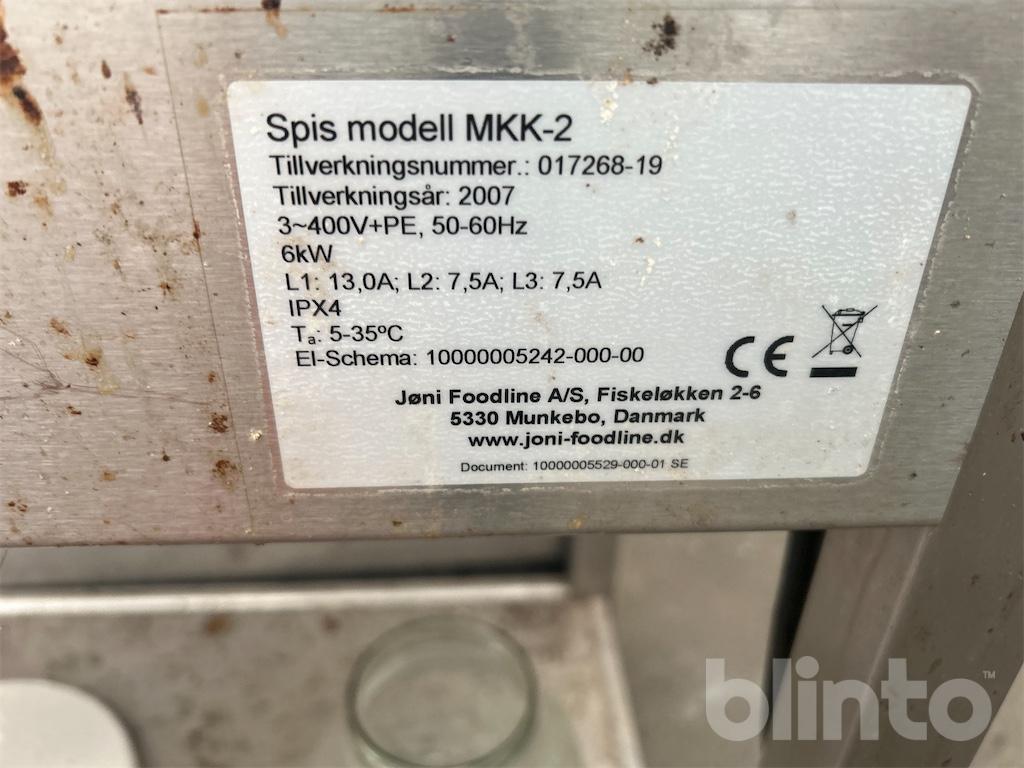 Spis modell MKK-2
Tillverkningsnummer.: 017268-19
Tillverkningsår: 2007
3~400V+PE, 50-60Hz
6kW
L1: 13,0A; L2: 7,5A; L3: 7,5A
IPX4
Ta: 5-35ºC
El-Schema: 10000005242-000-00
CE
Jøni Foodline A/S, Fiskeløkken 2-6
5330 Munkebo, Danmark
www.joni-foodline.dk
Document: 10000005529-000-01 SE
blinto™